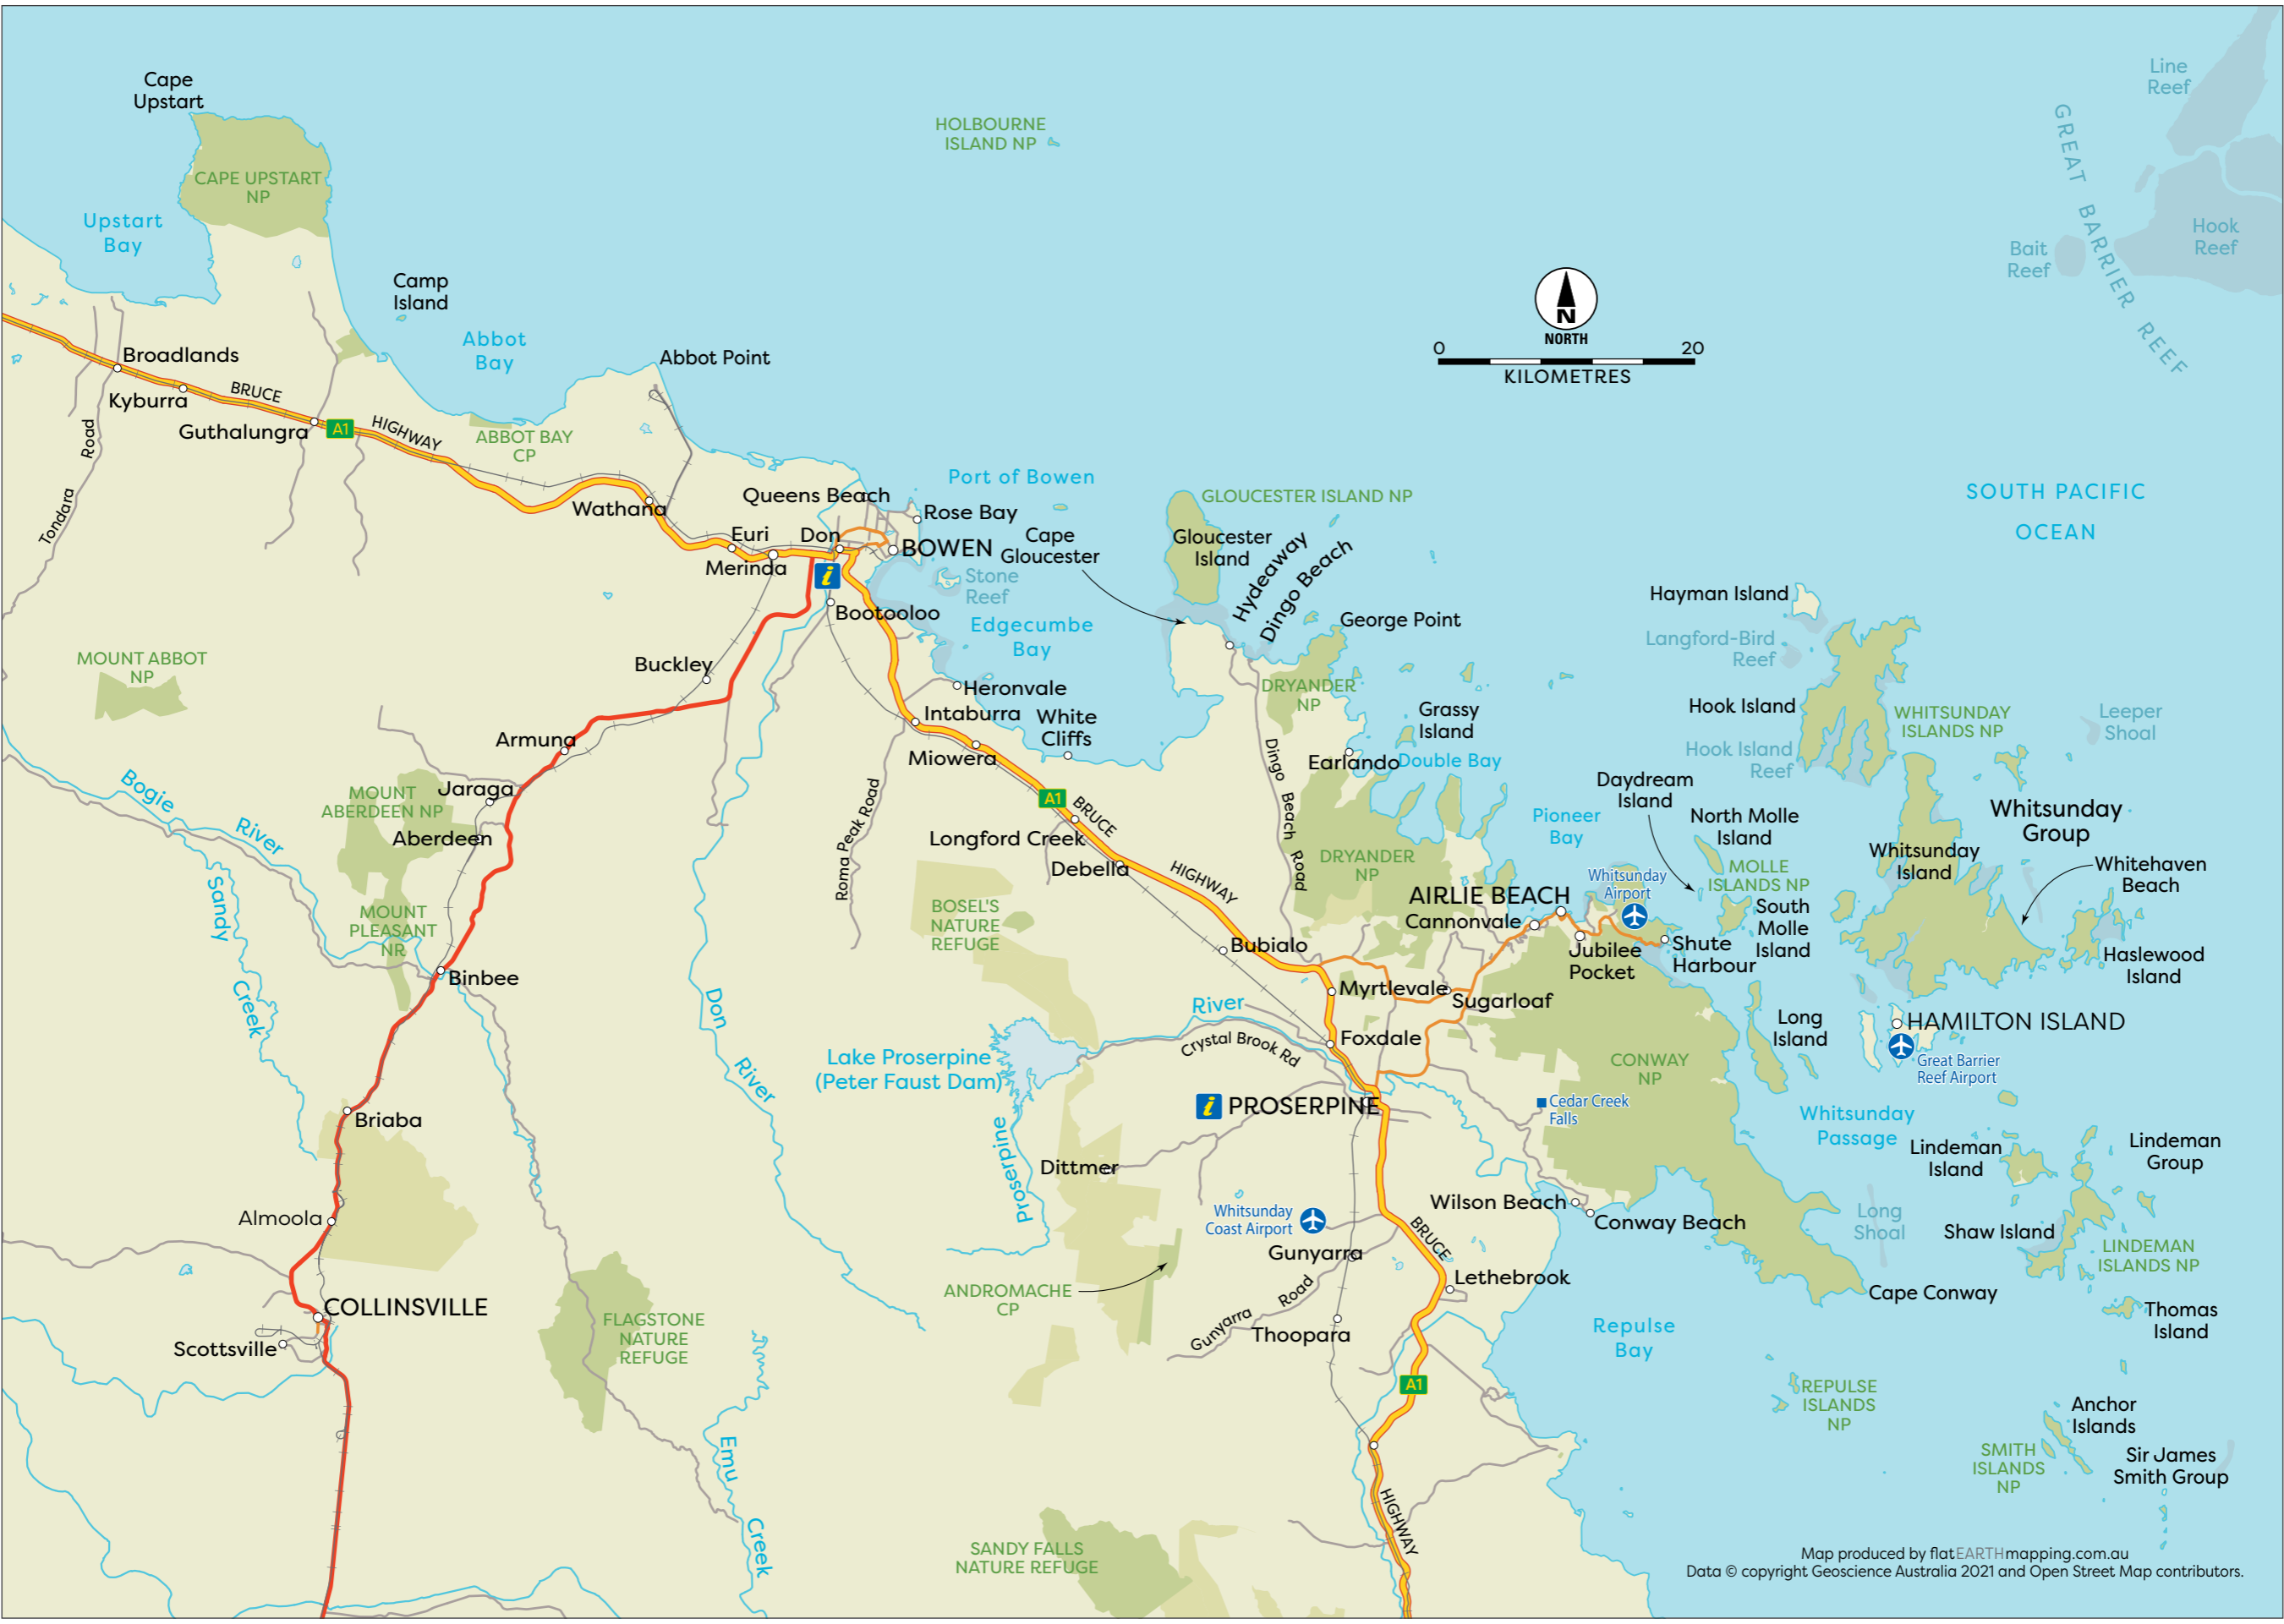 Cape
Upstart
CAPE UPSTART
NP
Upstart
Bay
Camp
Island
Abbot
Bay
Abbot Point
HOLBOURNE
ISLAND NP
Line
Reef
GREAT BARRIER REEF
Hook
Reef
Bait
Reef
N
NORTH
0 20
KILOMETRES
Broadlands
Kyburra
BRUCE
Guthalungra
A1
HIGHWAY
ABBOT BAY
CP
Tondara Road
Wathana
Queens Beach
Port of Bowen
Rose Bay
Euri
Don
BOWEN
Merinda
i
Stone
Reef
Bootooloo
Edgecumbe
Bay
Cape
Gloucester
GLOUCESTER ISLAND NP
Gloucester
Island
Hydeaway
Dingo Beach
George Point
SOUTH PACIFIC
OCEAN
Hayman Island
Langford-Bird
Reef
Hook Island
Hook Island
Reef
WHITSUNDAY
ISLANDS NP
Leeper
Shoal
MOUNT ABBOT
NP
Buckley
Heronvale
Intaburra
White
Cliffs
Miowera
DRYANDER
NP
Grassy
Island
Earlando
Double Bay
Armuna
Jaraga
MOUNT
ABERDEEN NP
Aberdeen
Bogie River
Sandy Creek
MOUNT
PLEASANT
NR
Binbee
Roma Peak Road
A1
BRUCE
Longford Creek
Debella
HIGHWAY
Dingo Beach Road
DRYANDER
NP
Pioneer
Bay
Daydream
Island
North Molle
Island
MOLLE
ISLANDS NP
South
Molle
Island
Whitsunday
Group
Whitsunday
Island
Whitehaven
Beach
Haslewood
Island
AIRLIE BEACH
Whitsunday
Airport
Cannonvale
Jubilee
Pocket
Shute
Harbour
BOSEL'S
NATURE
REFUGE
Bubialo
Myrtlevale
Sugarloaf
Long
Island
HAMILTON ISLAND
Great Barrier
Reef Airport
Don River
River
Crystal Brook Rd
Foxdale
Lake Proserpine
(Peter Faust Dam)
CONWAY
NP
i
PROSERPINE
Cedar Creek
Falls
Whitsunday
Passage
Briaba
Proserpine
Dittmer
Lindeman
Island
Lindeman
Group
Almoola
Whitsunday
Coast Airport
Wilson Beach
Conway Beach
Long
Shoal
Shaw Island
LINDEMAN
ISLANDS NP
Gunyarra
BRUCE
Lethebrook
ANDROMACHE
CP
Gunyarra Road
Cape Conway
Thomas
Island
COLLINSVILLE
Scottsville
FLAGSTONE
NATURE
REFUGE
Thoopara
Repulse
Bay
A1
REPULSE
ISLANDS
NP
Anchor
Islands
SMITH
ISLANDS
NP
Sir James
Smith Group
Emu Creek
HIGHWAY
SANDY FALLS
NATURE REFUGE
Map produced by flatEARTHmapping.com.au
Data © copyright Geoscience Australia 2021 and Open Street Map contributors.